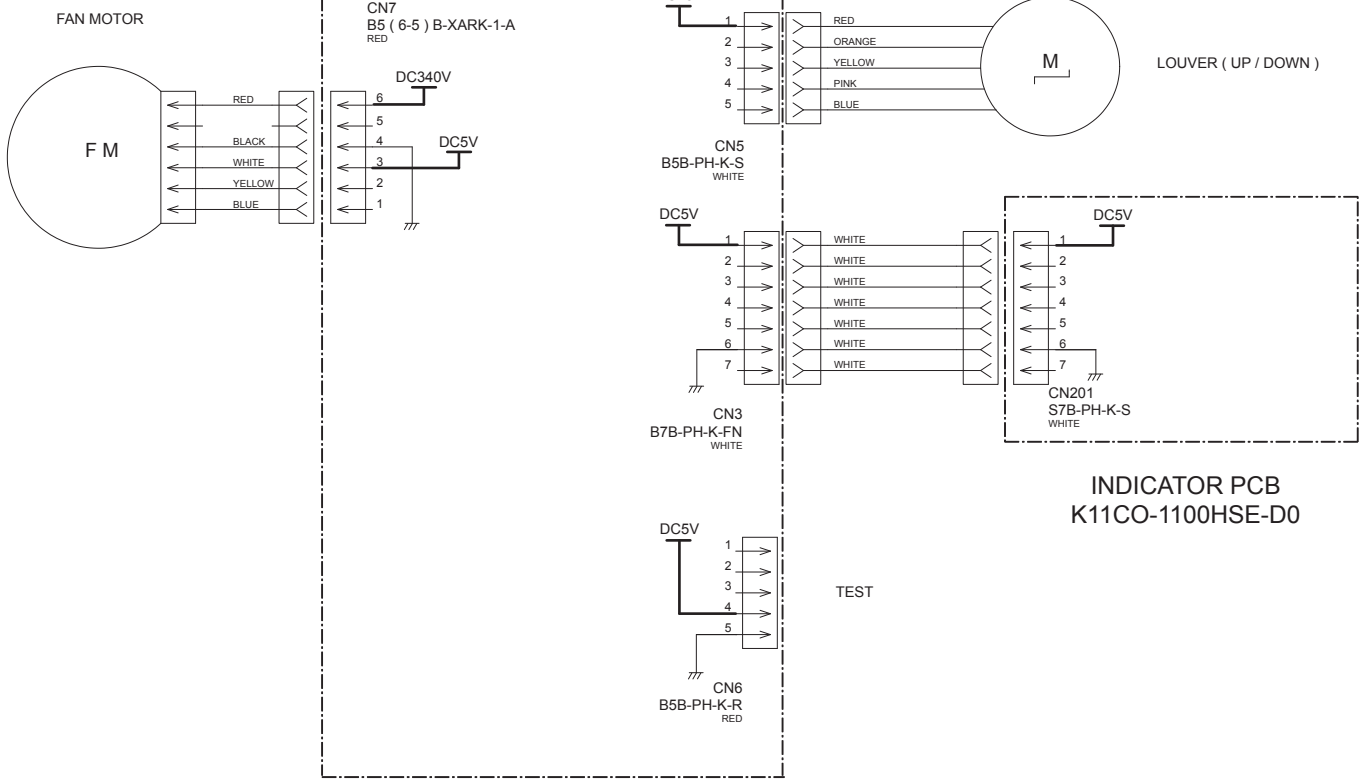 FAN MOTOR
CN7
B5 ( 6-5 ) B-XARK-1-A
RED
F M
RED
BLACK
WHITE
YELLOW
BLUE
DC340V
DC5V
6
5
4
3
2
1
1
2
3
4
5
RED
ORANGE
YELLOW
PINK
BLUE
M
LOUVER ( UP / DOWN )
CN5
B5B-PH-K-S
WHITE
DC5V
1
2
3
4
5
6
7
WHITE
WHITE
WHITE
WHITE
WHITE
WHITE
WHITE
DC5V
1
2
3
4
5
6
7
CN201
S7B-PH-K-S
WHITE
CN3
B7B-PH-K-FN
WHITE
INDICATOR PCB
K11CO-1100HSE-D0
DC5V
1
2
3
4
5
TEST
CN6
B5B-PH-K-R
RED